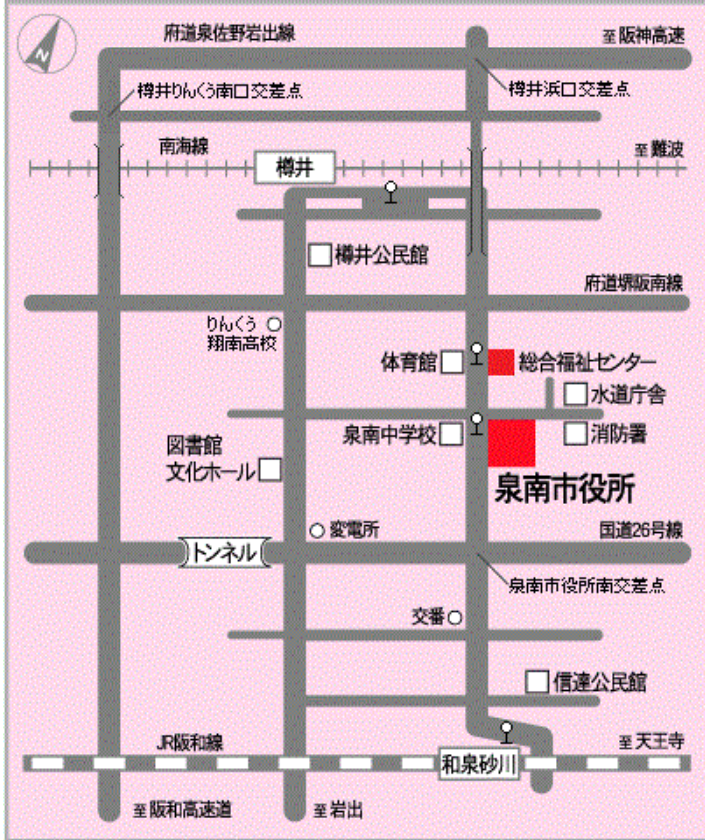 N
府道泉佐野岩出線
至阪神高速
樽井りんくう南口交差点
樽井浜口交差点
南海線
樽井
至難波
樽井公民館
府道堺阪南線
りんくう
翔南高校
体育館
総合福祉センター
水道庁舎
泉南中学校
消防署
図書館
文化ホール
泉南市役所
変電所
国道26号線
トンネル
泉南市役所南交差点
交番
信達公民館
JR阪和線
和泉砂川
至天王寺
至阪和高速道
至岩出